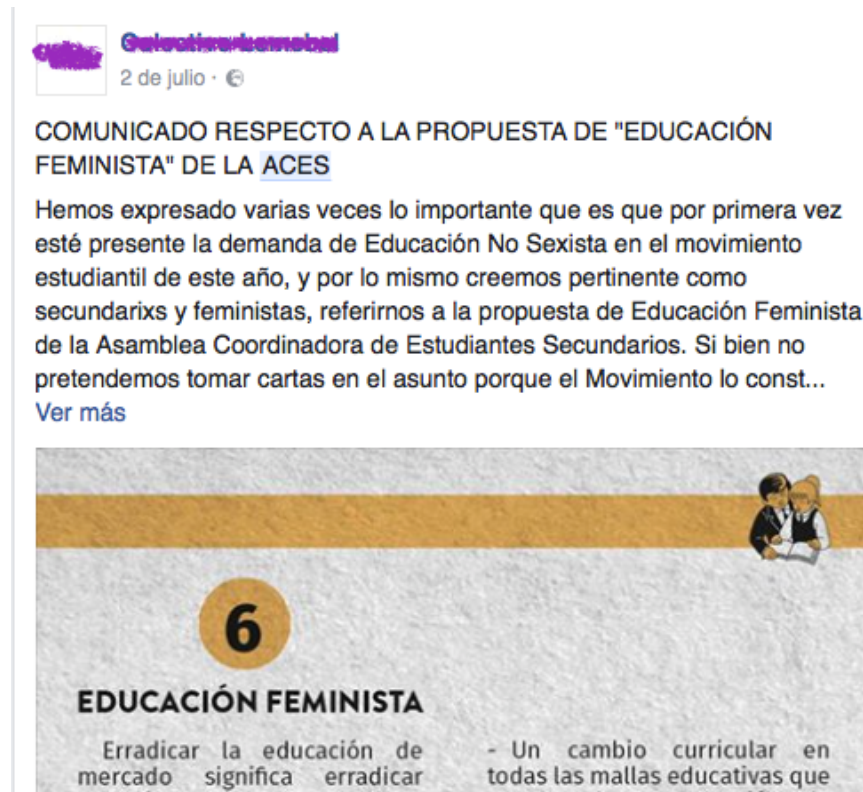 2 de julio ·
COMUNICADO RESPECTO A LA PROPUESTA DE "EDUCACIÓN
FEMINISTA" DE LA ACES
Hemos expresado varias veces lo importante que es que por primera vez
esté presente la demanda de Educación No Sexista en el movimiento
estudiantil de este año, y por lo mismo creemos pertinente como
secundarixs y feministas, referirnos a la propuesta de Educación Feminista
de la Asamblea Coordinadora de Estudiantes Secundarios. Si bien no
pretendemos tomar cartas en el asunto porque el Movimiento lo const...
Ver más
6
EDUCACIÓN FEMINISTA
Erradicar la educación de
mercado significa erradicar
- Un cambio curricular en
todas las mallas educativas que